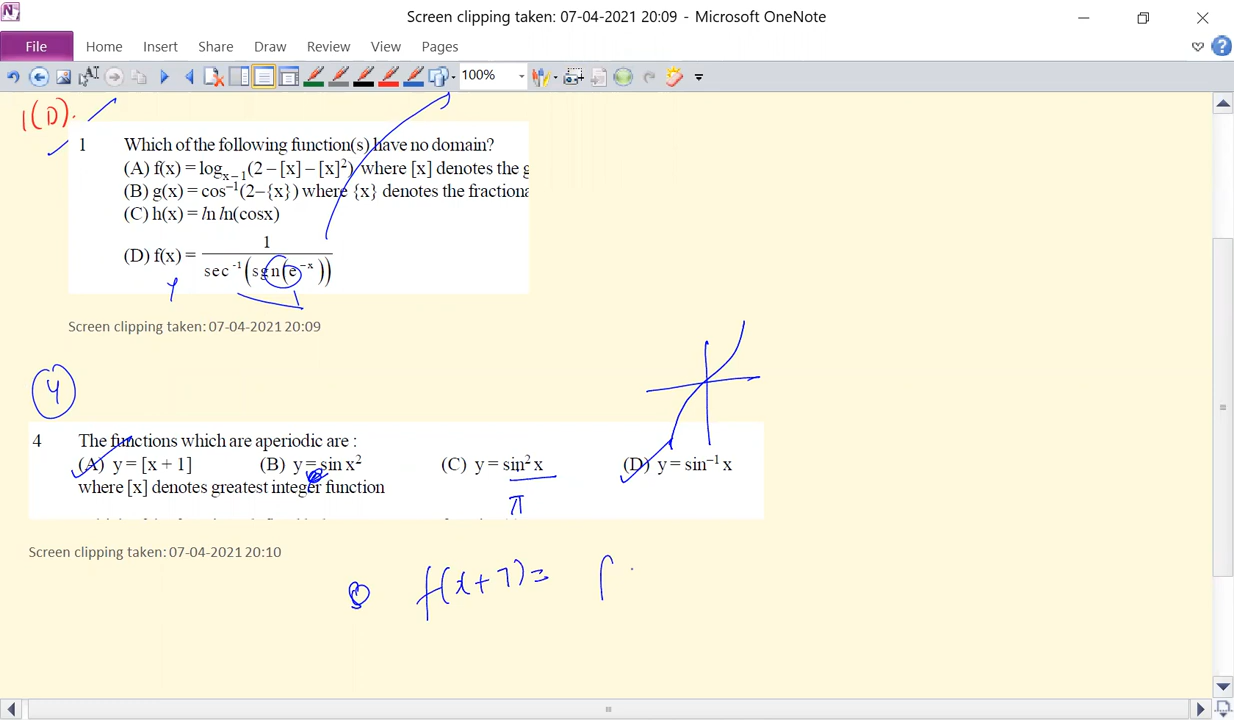 Screen clipping taken: 07-04-2021 20:09 - Microsoft OneNote
File Home Insert Share Draw Review View Pages
100%
1(D).
1 Which of the following function(s) have no domain?
(A) f(x) = log_{x−1}(2 − [x] − [x]²) where [x] denotes the g
(B) g(x) = cos⁻¹(2−{x}) where {x} denotes the fractiona
(C) h(x) = ln ln(cosx)
(D) f(x) = 1 / sec⁻¹(sgn(e⁻ˣ))
Screen clipping taken: 07-04-2021 20:09
4
4 The functions which are aperiodic are :
(A) y = [x + 1] (B) y = sin x² (C) y = sin² x (D) y = sin⁻¹ x
where [x] denotes greatest integer function
π
Screen clipping taken: 07-04-2021 20:10
f(x+T) = f